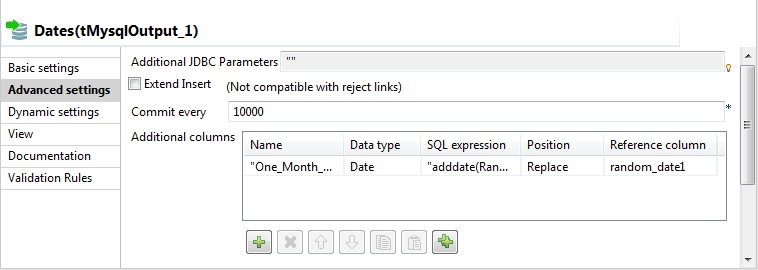 Dates(tMysqlOutput_1)
Basic settings
Advanced settings
Dynamic settings
View
Documentation
Validation Rules
Additional JDBC Parameters ""
Extend Insert (Not compatible with reject links)
Commit every 10000 *
Additional columns
Name Data type SQL expression Position Reference column
"One_Month_... Date "adddate(Ran... Replace random_date1